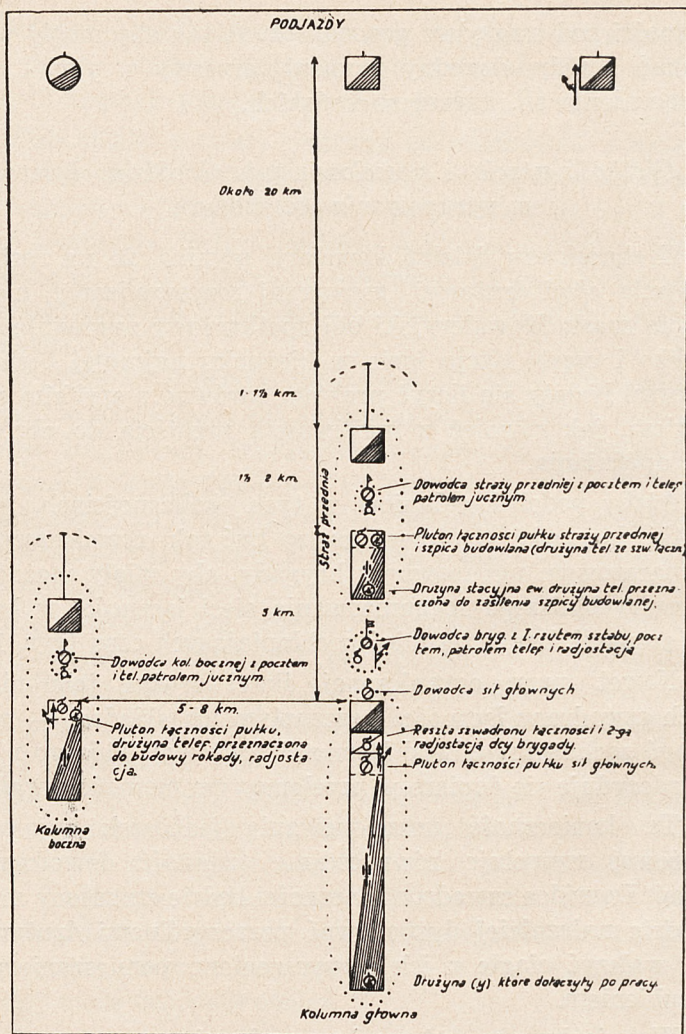 PODJAZDY
Około 20 km
1-1½ km.
1½ 2 km.
Straż przednia
Dowódca straży przedniej z pocztem i telef
patrolem jucznym
Pluton łączności pułku straży przedniej
i szpica budowlana (drużyna tel ze szw łączn)
Drużyna stacyjna ew. drużyna tel. przezna-
czona do zasilenia szpicy budowlanej.
5 km.
Dowódca bryg. z I. rzutem sztabu, pocz
tem, patrolem telef i radjostacją
Dowódca kol. bocznej z pocztem
i tel. patrolem jucznym
Dowódca sił głównych
5-8 km.
Pluton łączności pułku,
drużyna telef. przeznaczona
do budowy rokady, radjosta-
cja.
Reszta szwadronu łączności i 2-gą
radjostacją dcy brygady.
Pluton łączności pułku sił głównych.
Kolumna
boczna
Drużyna (y) które dołączyły po pracy.
Kolumna główna